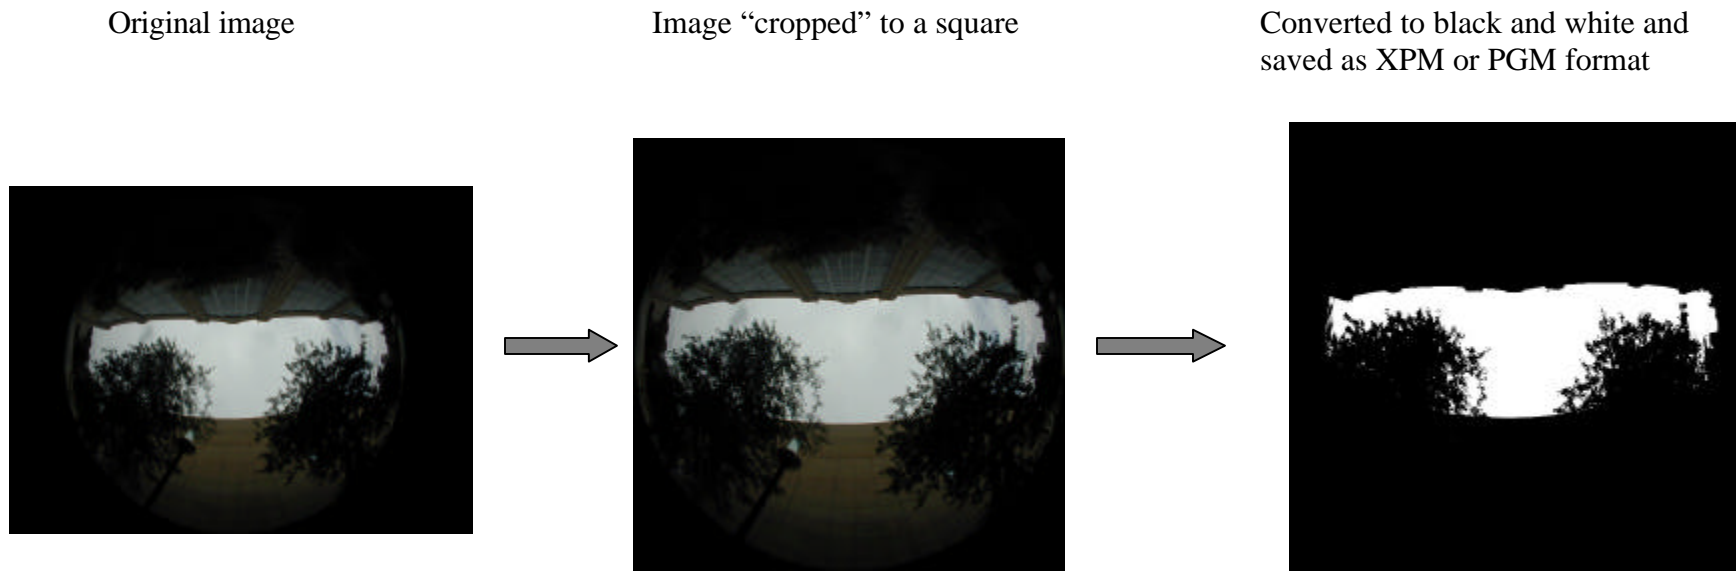 Original image
Image “cropped” to a square
Converted to black and white and
saved as XPM or PGM format